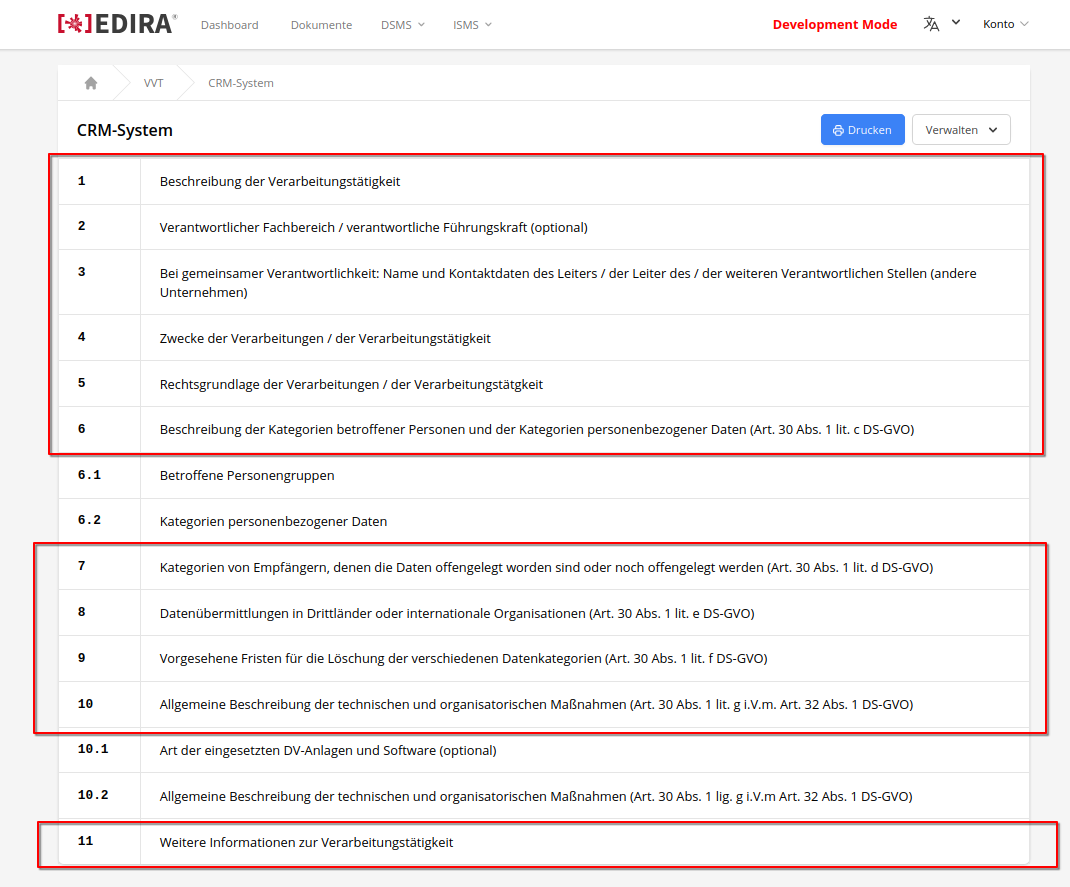 [*]EDIRA® Dashboard Dokumente DSMS ISMS Development Mode Konto
VVT CRM-System
CRM-System Drucken Verwalten
1 Beschreibung der Verarbeitungstätigkeit
2 Verantwortlicher Fachbereich / verantwortliche Führungskraft (optional)
3 Bei gemeinsamer Verantwortlichkeit: Name und Kontaktdaten des Leiters / der Leiter des / der weiteren Verantwortlichen Stellen (andere
Unternehmen)
4 Zwecke der Verarbeitungen / der Verarbeitungstätigkeit
5 Rechtsgrundlage der Verarbeitungen / der Verarbeitungstätgkeit
6 Beschreibung der Kategorien betroffener Personen und der Kategorien personenbezogener Daten (Art. 30 Abs. 1 lit. c DS-GVO)
6.1 Betroffene Personengruppen
6.2 Kategorien personenbezogener Daten
7 Kategorien von Empfängern, denen die Daten offengelegt worden sind oder noch offengelegt werden (Art. 30 Abs. 1 lit. d DS-GVO)
8 Datenübermittlungen in Drittländer oder internationale Organisationen (Art. 30 Abs. 1 lit. e DS-GVO)
9 Vorgesehene Fristen für die Löschung der verschiedenen Datenkategorien (Art. 30 Abs. 1 lit. f DS-GVO)
10 Allgemeine Beschreibung der technischen und organisatorischen Maßnahmen (Art. 30 Abs. 1 lit. g i.V.m. Art. 32 Abs. 1 DS-GVO)
10.1 Art der eingesetzten DV-Anlagen und Software (optional)
10.2 Allgemeine Beschreibung der technischen und organisatorischen Maßnahmen (Art. 30 Abs. 1 lig. g i.V.m Art. 32 Abs. 1 DS-GVO)
11 Weitere Informationen zur Verarbeitungstätigkeit